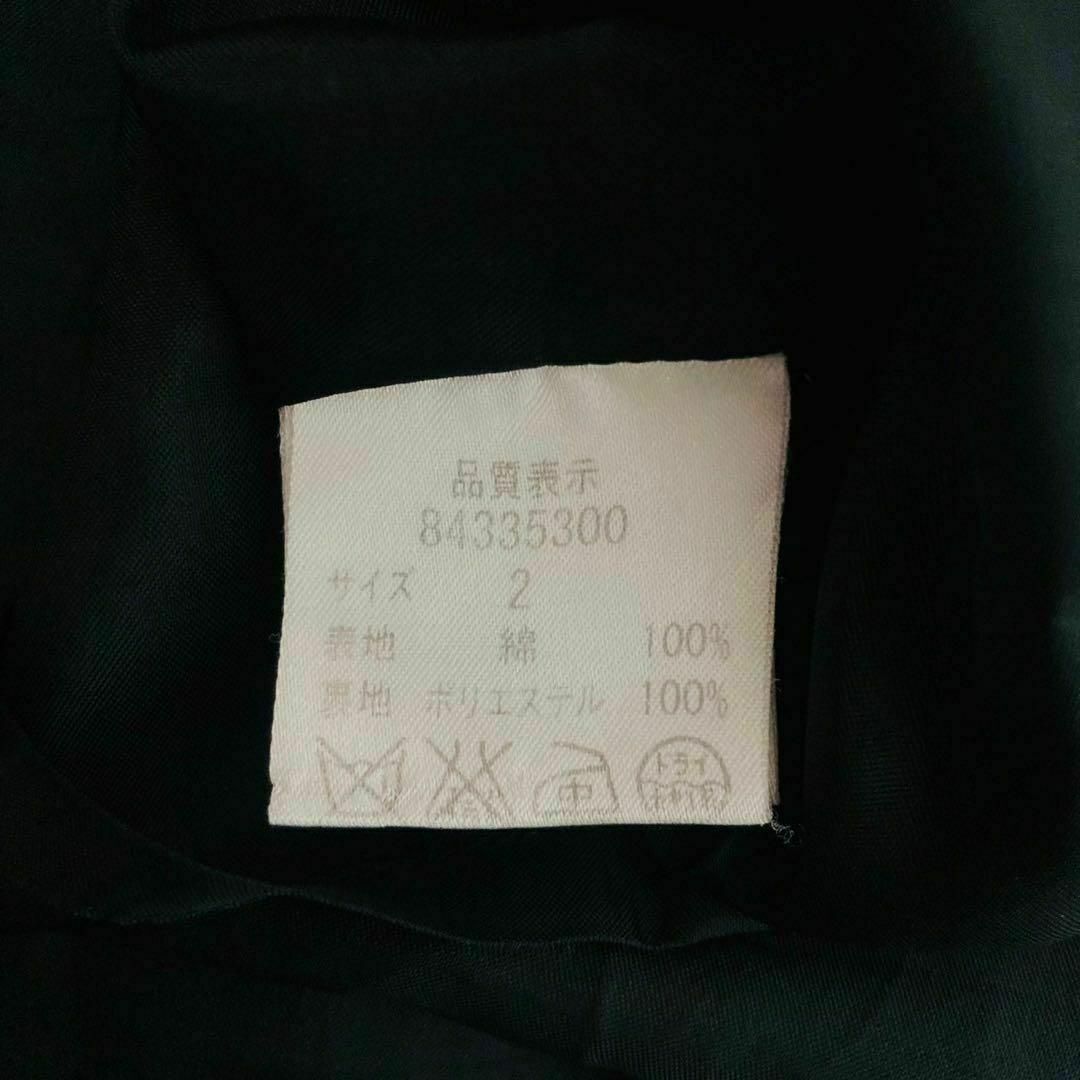 品質表示
84335300
サイズ 2
表地 綿 100%
裏地 ポリエステル 100%
中 ドライ